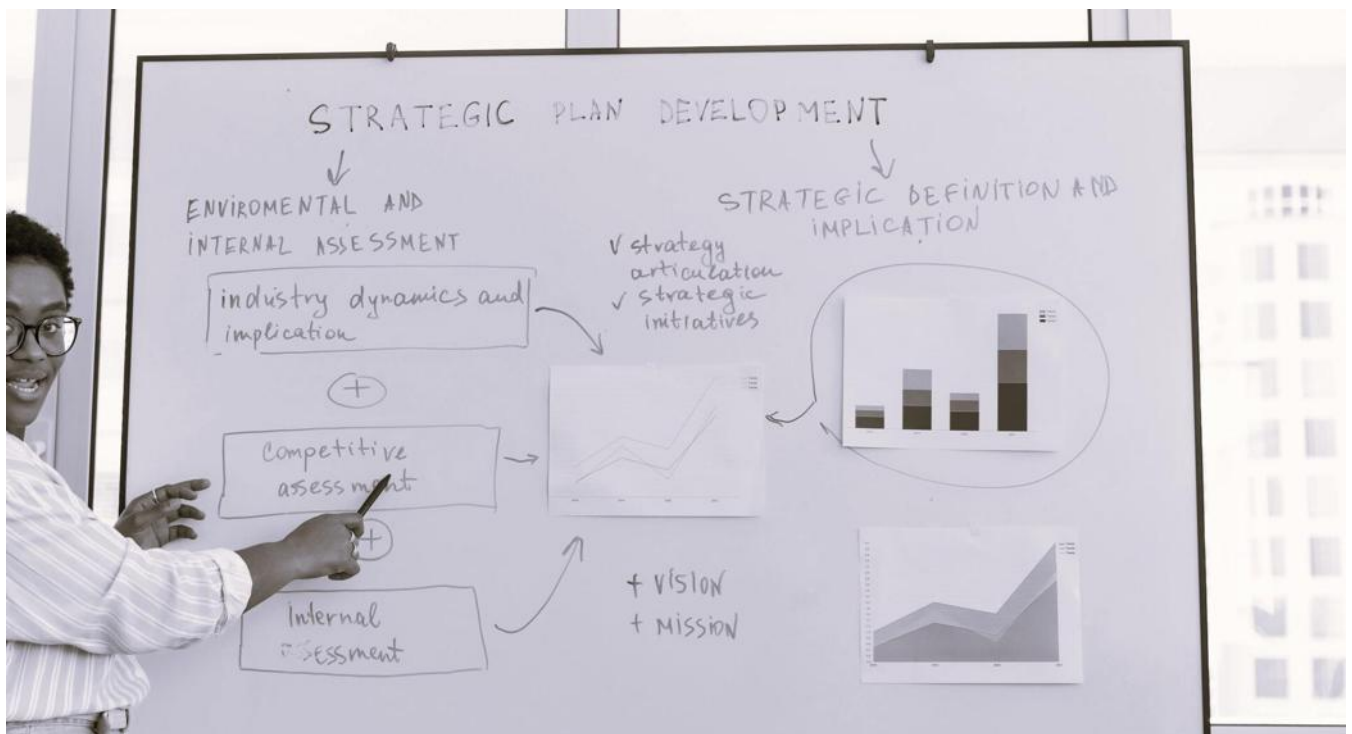 STRATEGIC PLAN DEVELOPMENT
ENVIROMENTAL AND
INTERNAL ASSESSMENT
industry dynamics and
implication
+
Competitive
assessment
+
Internal
assessment
√ strategy
articulation
√ strategic
initiatives
+ VISION
+ MISSION
STRATEGIC DEFINITION AND
IMPLICATION